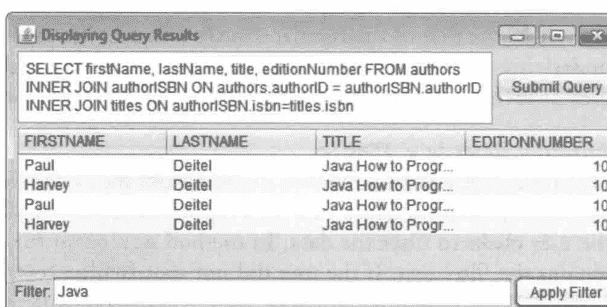 Displaying Query Results
SELECT firstName, lastName, title, editionNumber FROM authors
INNER JOIN authorISBN ON authors.authorID = authorISBN.authorID
INNER JOIN titles ON authorISBN.isbn=titles.isbn
Submit Query
FIRSTNAME LASTNAME TITLE EDITIONNUMBER
Paul Deitel Java How to Progr... 10
Harvey Deitel Java How to Progr... 10
Paul Deitel Java How to Progr... 10
Harvey Deitel Java How to Progr... 10
Filter: Java Apply Filter